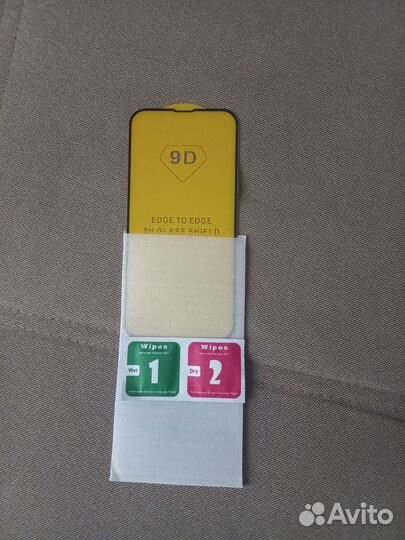 9D
EDGE TO EDGE
9H GLASS SHIELD
Wipes
Wet
1
Wipes
Dry
2
Avito